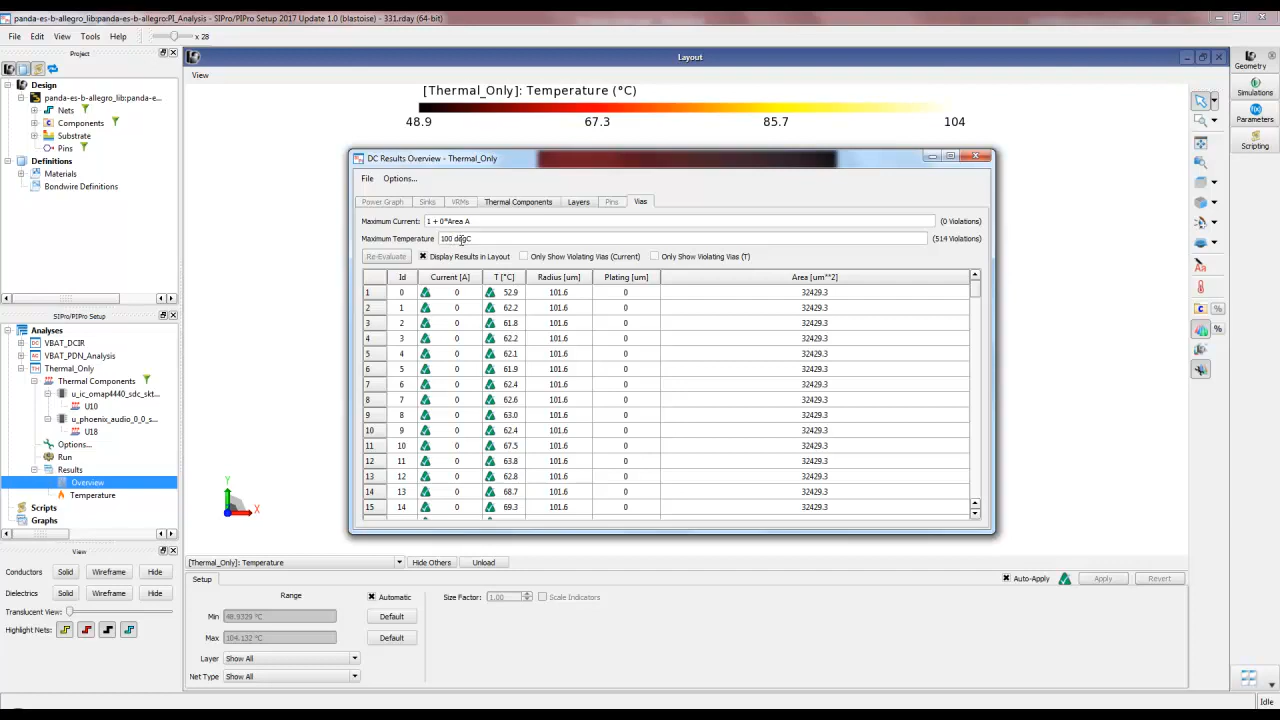 panda-es-b-allegro_lib:panda-es-b-allegro:PI_Analysis - SIPro/PIPro Setup 2017 Update 1.0 (blastoise) - 331.rday (64-bit)
File Edit View Tools Help x 28
Project
Design
panda-es-b-allegro_lib:panda-e...
Nets
Components
Substrate
Pins
Definitions
Materials
Bondwire Definitions
SIPro/PIPro Setup
Analyses
VBAT_DCIR
VBAT_PDN_Analysis
Thermal_Only
Thermal Components
u_ic_omap4440_sdc_skt...
U10
u_phoenix_audio_0_0_s...
U18
Options...
Run
Results
Overview
Temperature
Scripts
Graphs
View
Conductors Solid Wireframe Hide
Dielectrics Solid Wireframe Hide
Translucent View:
Highlight Nets:
Layout
View
[Thermal_Only]: Temperature (°C)
48.9 67.3 85.7 104
DC Results Overview - Thermal_Only
File Options...
Power Graph Sinks VRMs Thermal Components Layers Pins Vias
Maximum Current: 1 + 0*Area A (0 Violations)
Maximum Temperature 100 degC (514 Violations)
Re-Evaluate Display Results in Layout Only Show Violating Vias (Current) Only Show Violating Vias (T)
Id Current [A] T [°C] Radius [um] Plating [um] Area [um**2]
1 0 0 52.9 101.6 0 32429.3
2 1 0 62.2 101.6 0 32429.3
3 2 0 61.8 101.6 0 32429.3
4 3 0 62.2 101.6 0 32429.3
5 4 0 62.1 101.6 0 32429.3
6 5 0 61.9 101.6 0 32429.3
7 6 0 62.4 101.6 0 32429.3
8 7 0 62.6 101.6 0 32429.3
9 8 0 63.0 101.6 0 32429.3
10 9 0 62.4 101.6 0 32429.3
11 10 0 67.5 101.6 0 32429.3
12 11 0 63.8 101.6 0 32429.3
13 12 0 62.8 101.6 0 32429.3
14 13 0 68.7 101.6 0 32429.3
15 14 0 69.3 101.6 0 32429.3
Y
X
[Thermal_Only]: Temperature Hide Others Unload
Setup Auto-Apply Apply Revert
Range Automatic Size Factor: 1.00 Scale Indicators
Min 48.9329 °C Default
Max 104.132 °C Default
Layer Show All
Net Type Show All
Geometry
Simulations
Parameters
Scripting
Idle